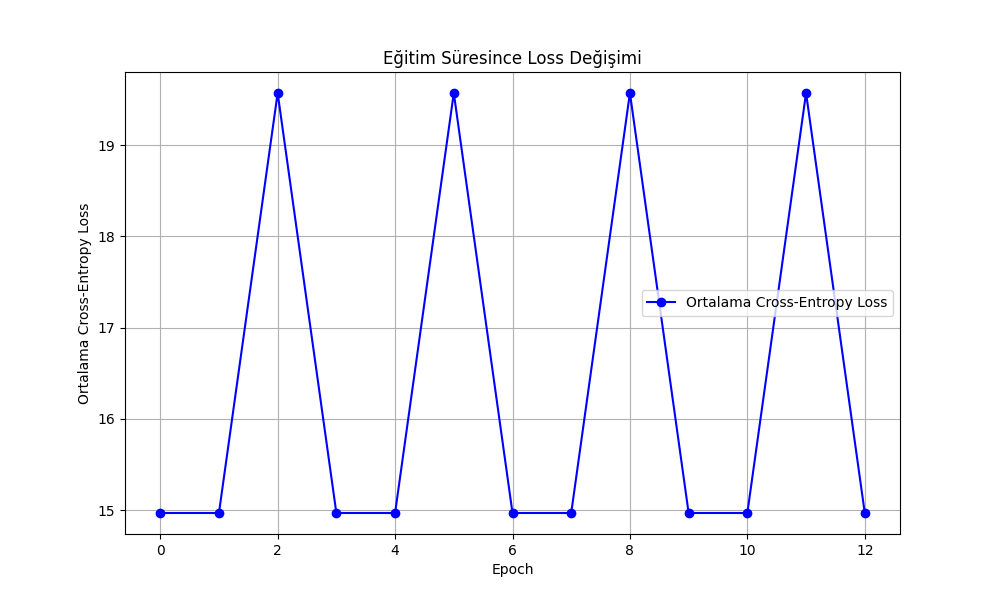 Eğitim Süresince Loss Değişimi
Ortalama Cross-Entropy Loss
19
18
17
16
15
Ortalama Cross-Entropy Loss
0 2 4 6 8 10 12
Epoch